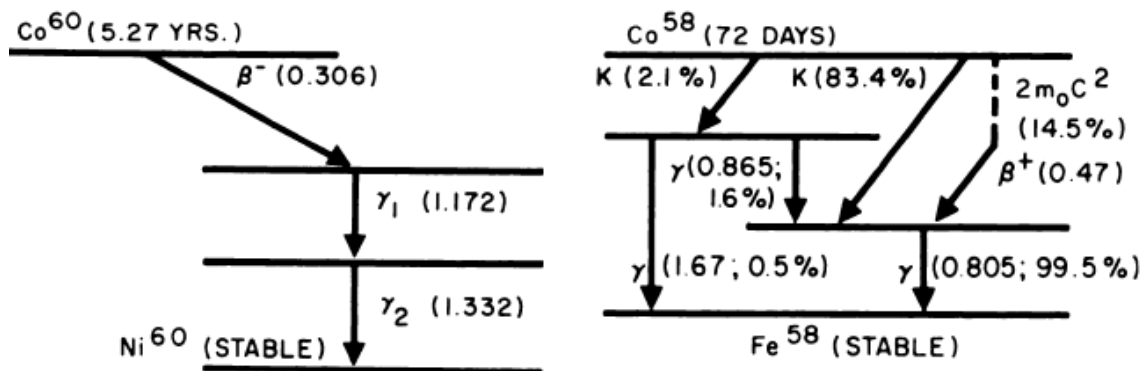 Co⁶⁰ (5.27 YRS.)
β⁻ (0.306)
γ₁ (1.172)
γ₂ (1.332)
Ni⁶⁰ (STABLE)
Co⁵⁸ (72 DAYS)
K (2.1%)
K (83.4%)
2m₀C²
(14.5%)
β⁺ (0.47)
γ (0.865;
1.6%)
γ (1.67; 0.5%)
γ (0.805; 99.5%)
Fe⁵⁸ (STABLE)